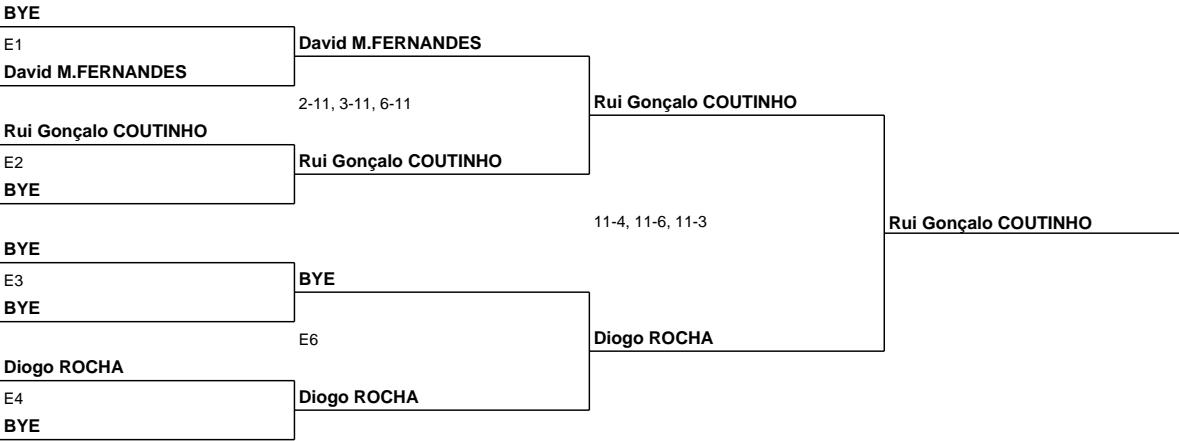 BYE
E1
David M.FERNANDES
David M.FERNANDES
2-11, 3-11, 6-11
Rui Gonçalo COUTINHO
Rui Gonçalo COUTINHO
E2
Rui Gonçalo COUTINHO
BYE
11-4, 11-6, 11-3
Rui Gonçalo COUTINHO
BYE
E3
BYE
BYE
E6
Diogo ROCHA
Diogo ROCHA
E4
Diogo ROCHA
BYE